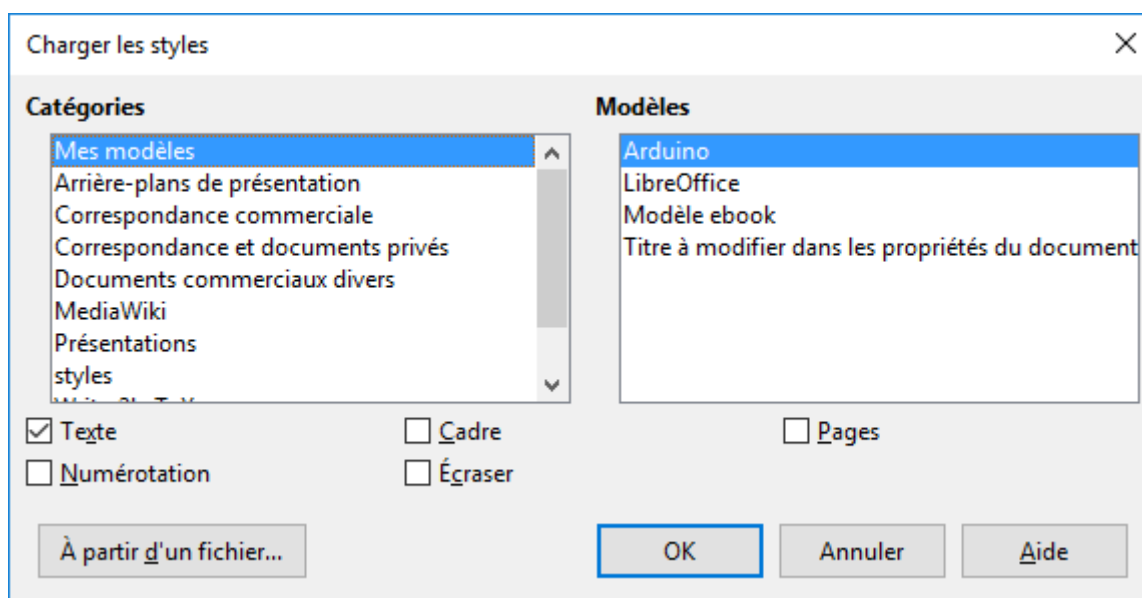 Charger les styles
Catégories
Mes modèles
Arrière-plans de présentation
Correspondance commerciale
Correspondance et documents privés
Documents commerciaux divers
MediaWiki
Présentations
styles
Modèles
Arduino
LibreOffice
Modèle ebook
Titre à modifier dans les propriétés du document
Texte
Cadre
Pages
Numérotation
Écraser
À partir d'un fichier...
OK
Annuler
Aide